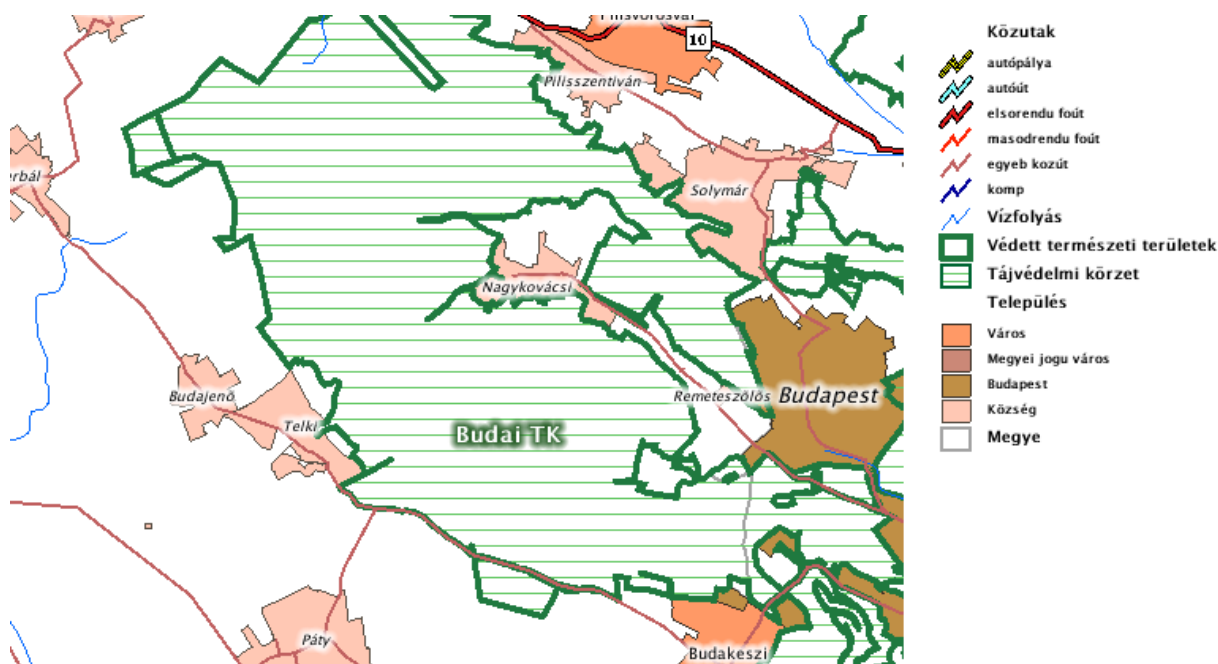 10
Pilisszentiván
Solymár
Nagykovácsi
Remeteszőlős
Budapest
Budajenő
Telki
Budai TK
Páty
Budakeszi
Közutak
autópálya
autóút
elsorendu foút
masodrendu foút
egyeb kozút
komp
Vízfolyás
Védett természeti területek
Tájvédelmi körzet
Település
Város
Megyei jogu város
Budapest
Község
Megye